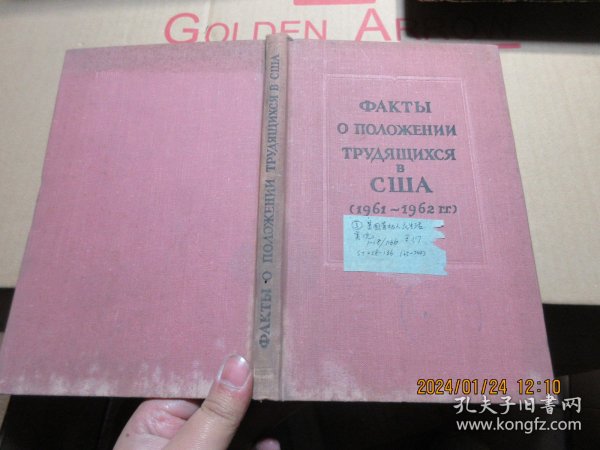 GOLDEN ARROW
ФАКТЫ О ПОЛОЖЕНИИ ТРУДЯЩИХСЯ В США
ФАКТЫ
О ПОЛОЖЕНИИ
ТРУДЯЩИХСЯ
В
США
(1961-1962 гг.)
2024/01/24 12:10
孔夫子旧书网
www.kongfz.com